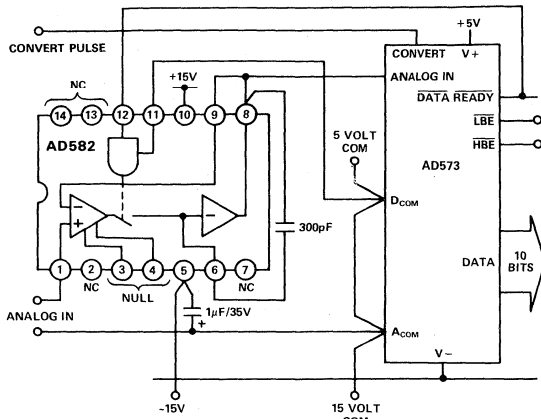 CONVERT PULSE
+5V
CONVERT V+
NC
+15V
ANALOG IN
14 13 12 11 10 9 8
DATA READY
AD582
LBE
5 VOLT
COM
HBE
AD573
DCOM
300pF
DATA
10
BITS
1 2 3 4 5 6 7
NC NULL NC
ANALOG IN
1μF/35V
+
ACOM
V−
−15V
15 VOLT